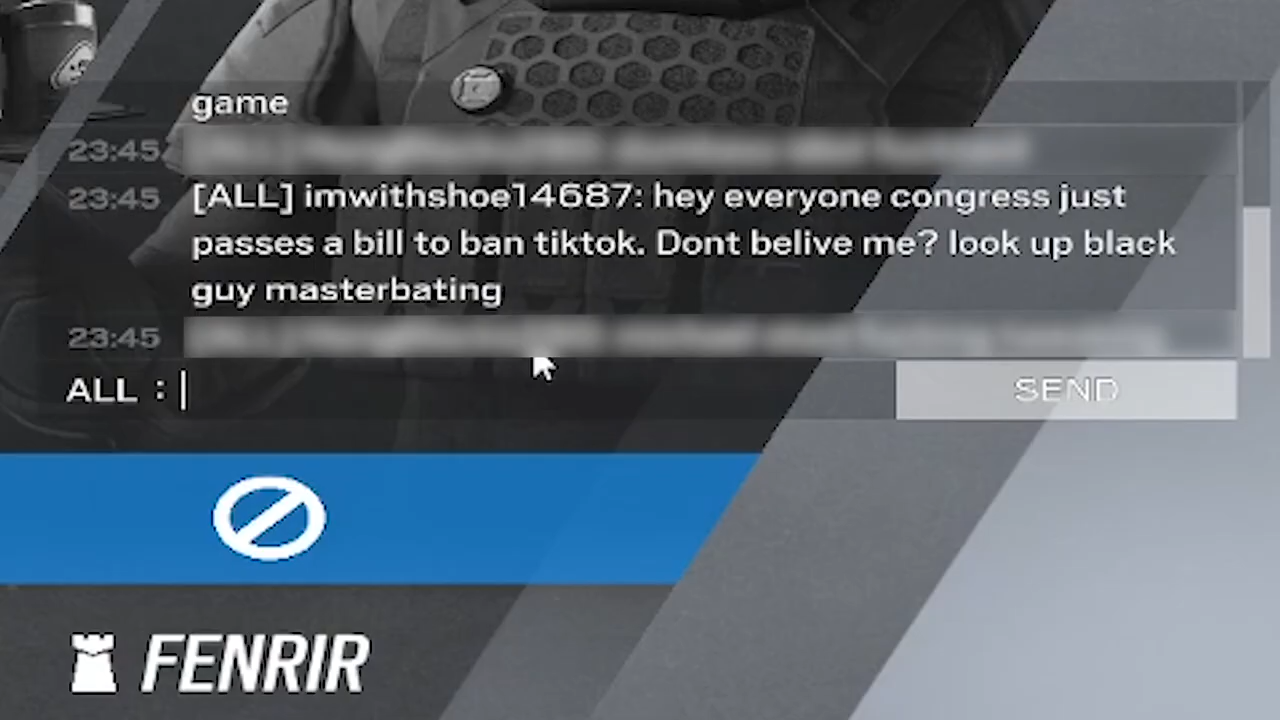 game
23:45
23:45 [ALL] imwithshoe14687: hey everyone congress just
passes a bill to ban tiktok. Dont belive me? look up black
guy masterbating
23:45
ALL : SEND
FENRIR